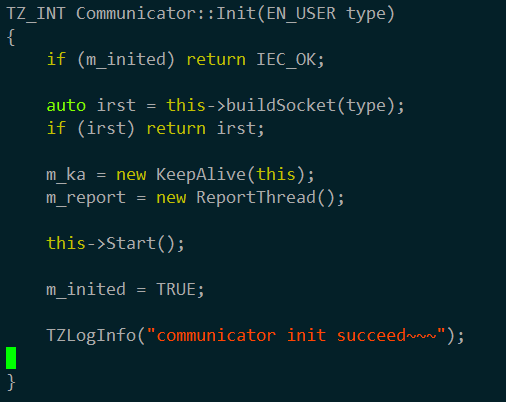 TZ_INT Communicator::Init(EN_USER type)
{
    if (m_inited) return IEC_OK;

    auto irst = this->buildSocket(type);
    if (irst) return irst;

    m_ka = new KeepAlive(this);
    m_report = new ReportThread();

    this->Start();

    m_inited = TRUE;

    TZLogInfo("communicator init succeed~~~");

}